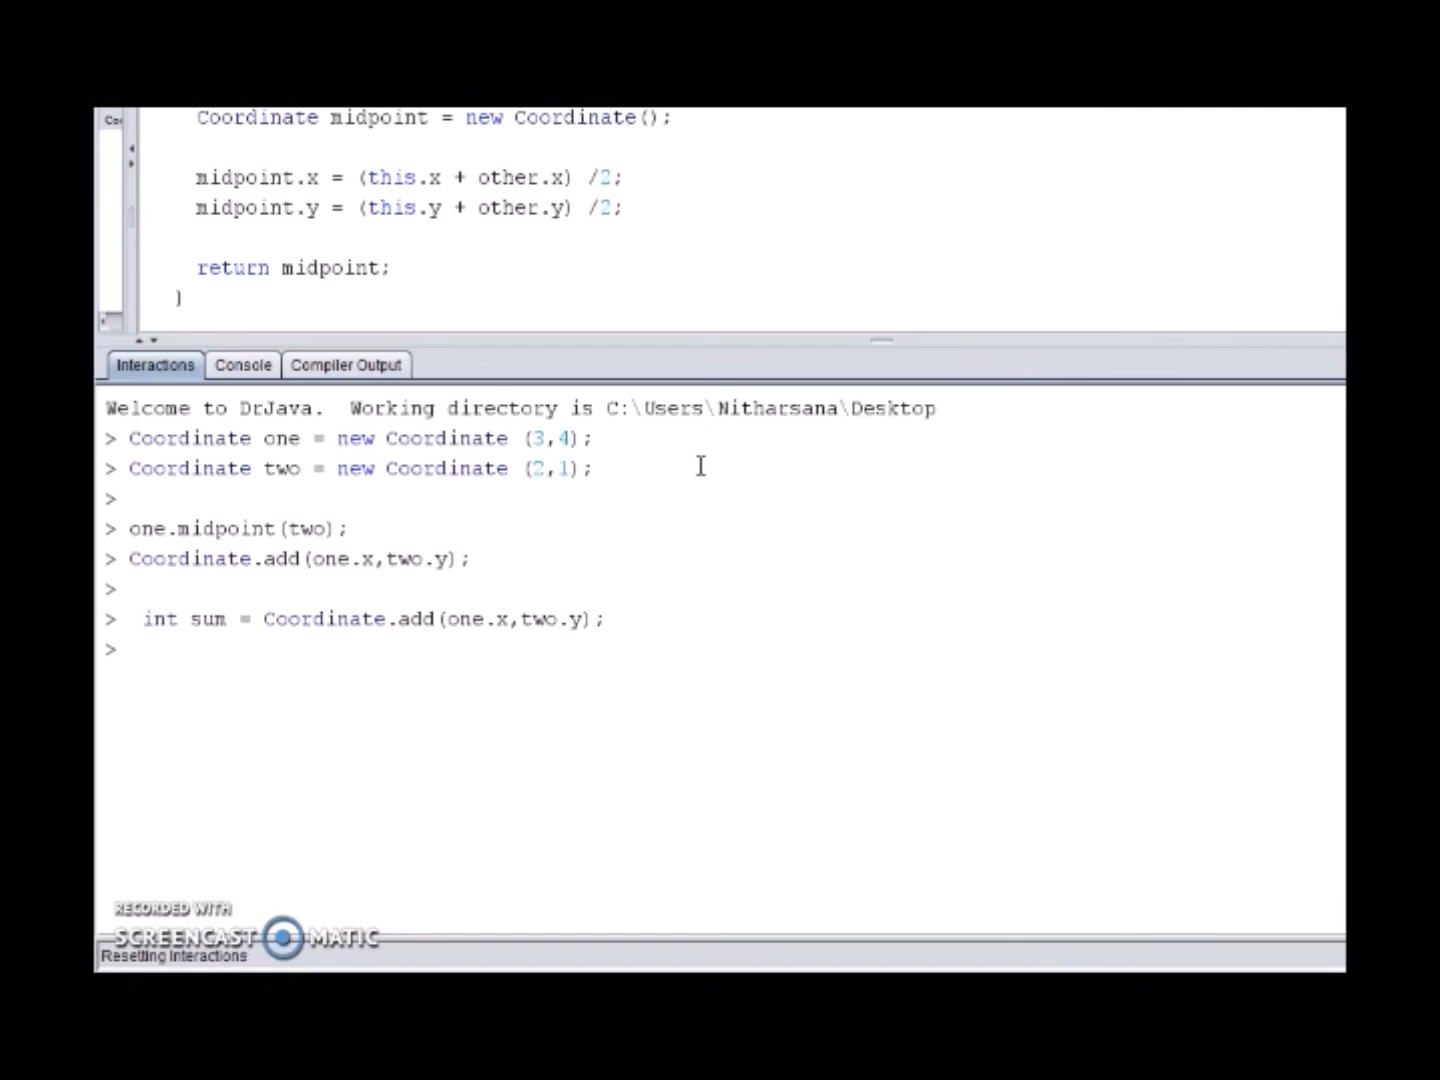 Coordinate midpoint = new Coordinate();
midpoint.x = (this.x + other.x) /2;
midpoint.y = (this.y + other.y) /2;
return midpoint;
}
Interactions Console Compiler Output
Welcome to DrJava. Working directory is C:\Users\Nitharsana\Desktop
> Coordinate one = new Coordinate (3,4);
> Coordinate two = new Coordinate (2,1);
>
> one.midpoint(two);
> Coordinate.add(one.x,two.y);
>
> int sum = Coordinate.add(one.x,two.y);
>
RECORDED WITH
SCREENCAST MATIC
Resetting Interactions